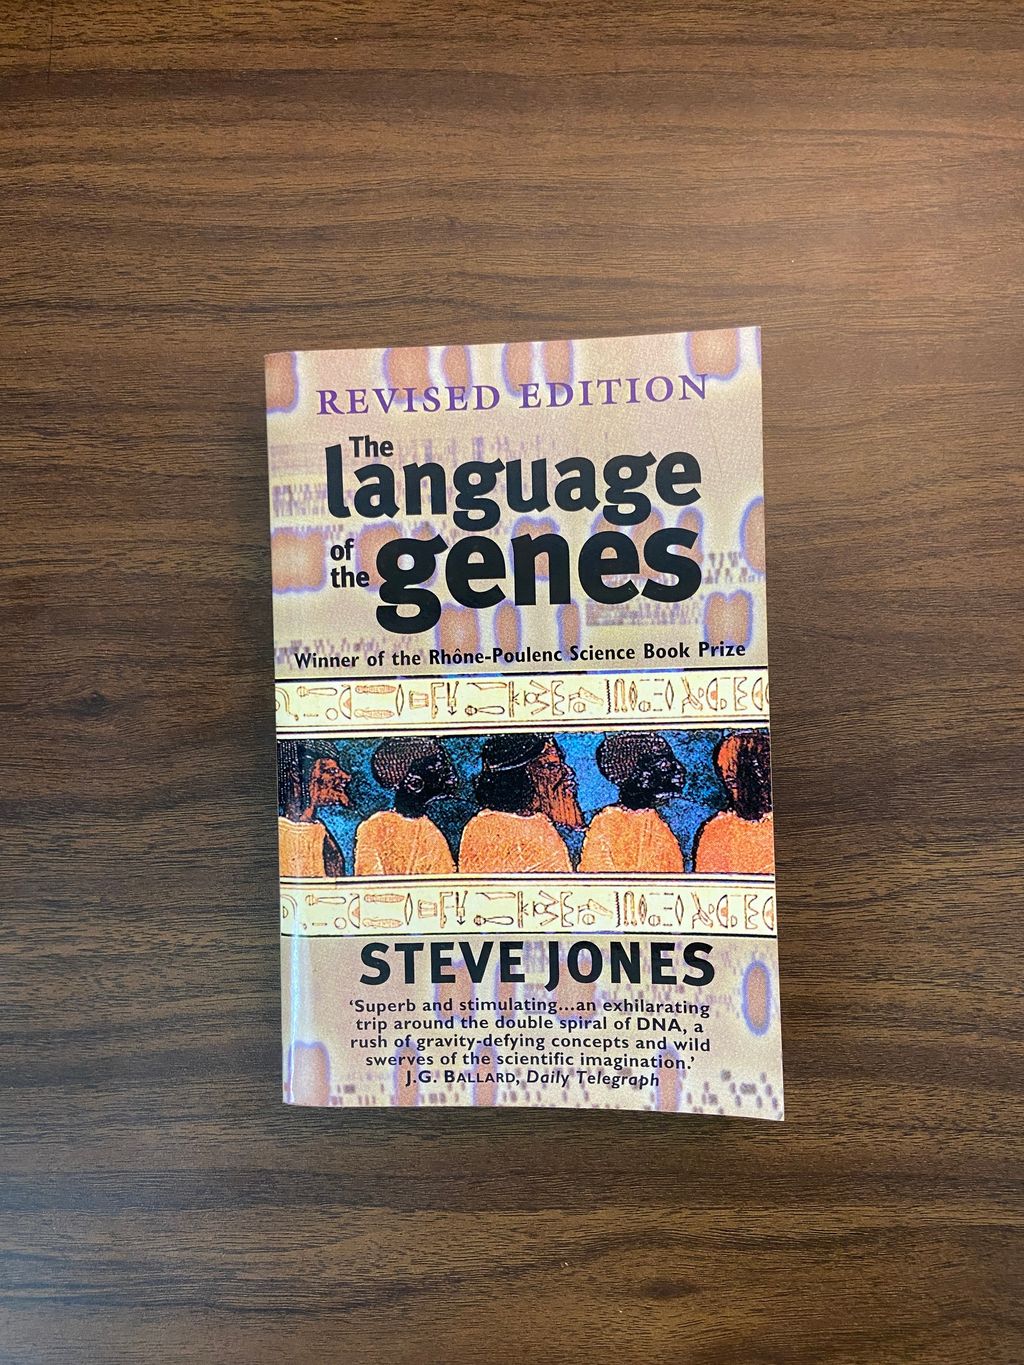 REVISED EDITION
The
language
of
the genes
Winner of the Rhône-Poulenc Science Book Prize
STEVE JONES
‘Superb and stimulating...an exhilarating
trip around the double spiral of DNA, a
rush of gravity-defying concepts and wild
swerves of the scientific imagination.’
J.G. BALLARD, Daily Telegraph